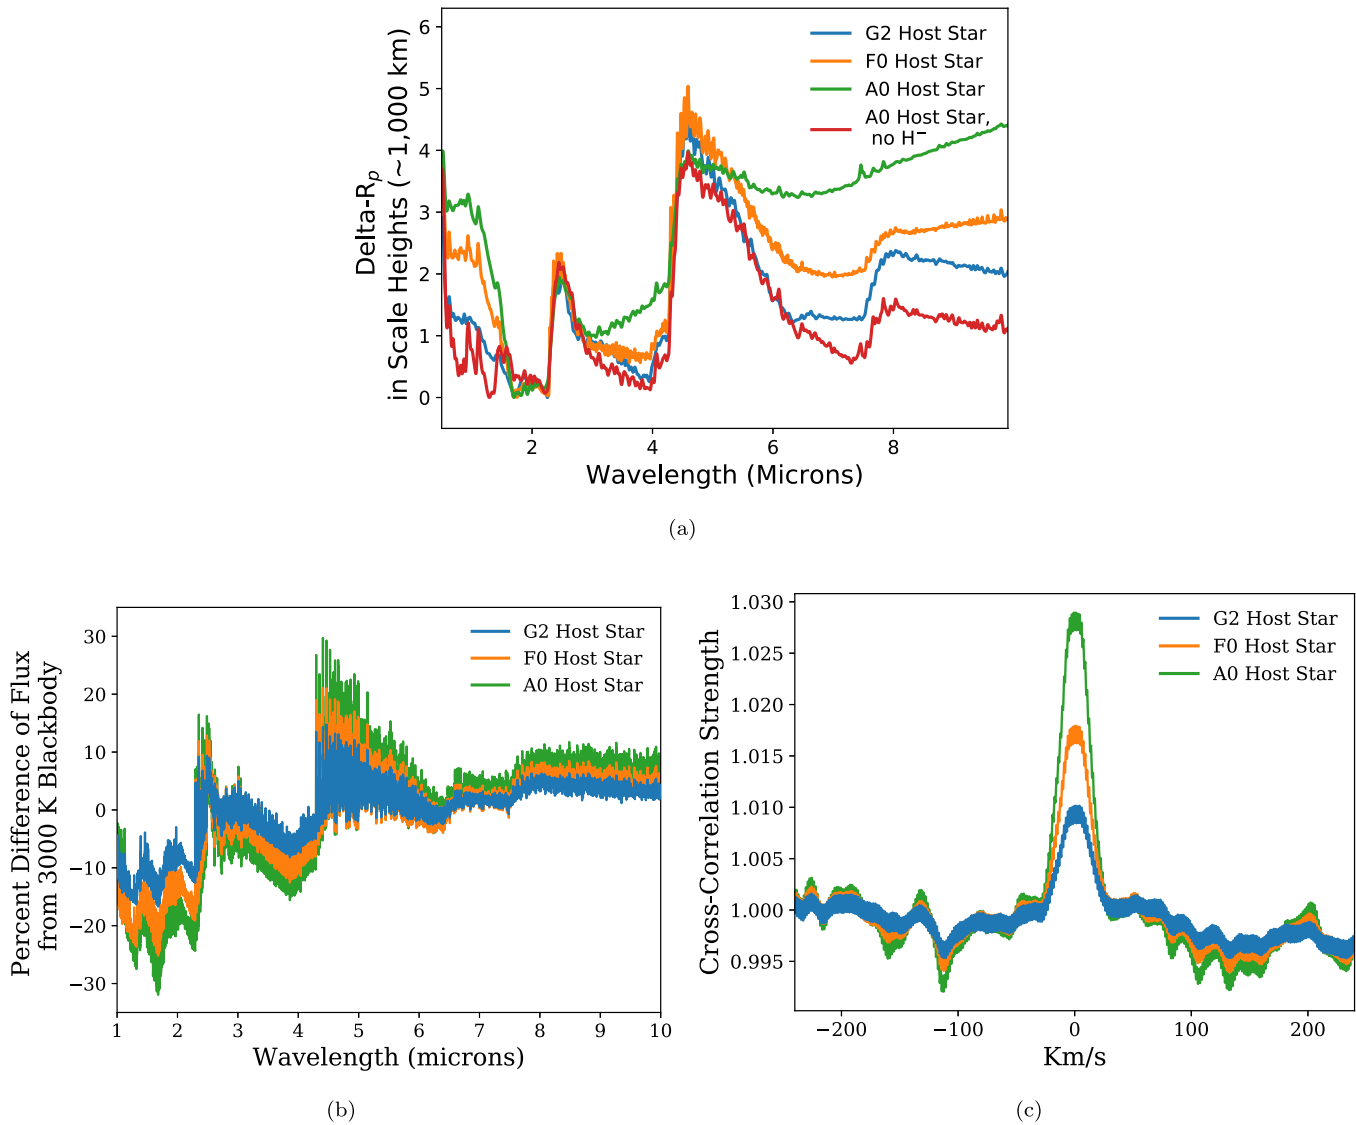 6
5
4
3
2
1
0
Delta-Rₚ
in Scale Heights (~1,000 km)
G2 Host Star
F0 Host Star
A0 Host Star
A0 Host Star,
no H⁻
2 4 6 8
Wavelength (Microns)
(a)
30
20
10
0
−10
−20
−30
Percent Difference of Flux
from 3000 K Blackbody
G2 Host Star
F0 Host Star
A0 Host Star
1 2 3 4 5 6 7 8 9 10
Wavelength (microns)
(b)
1.030
1.025
1.020
1.015
1.010
1.005
1.000
0.995
Cross-Correlation Strength
G2 Host Star
F0 Host Star
A0 Host Star
−200 −100 0 100 200
Km/s
(c)